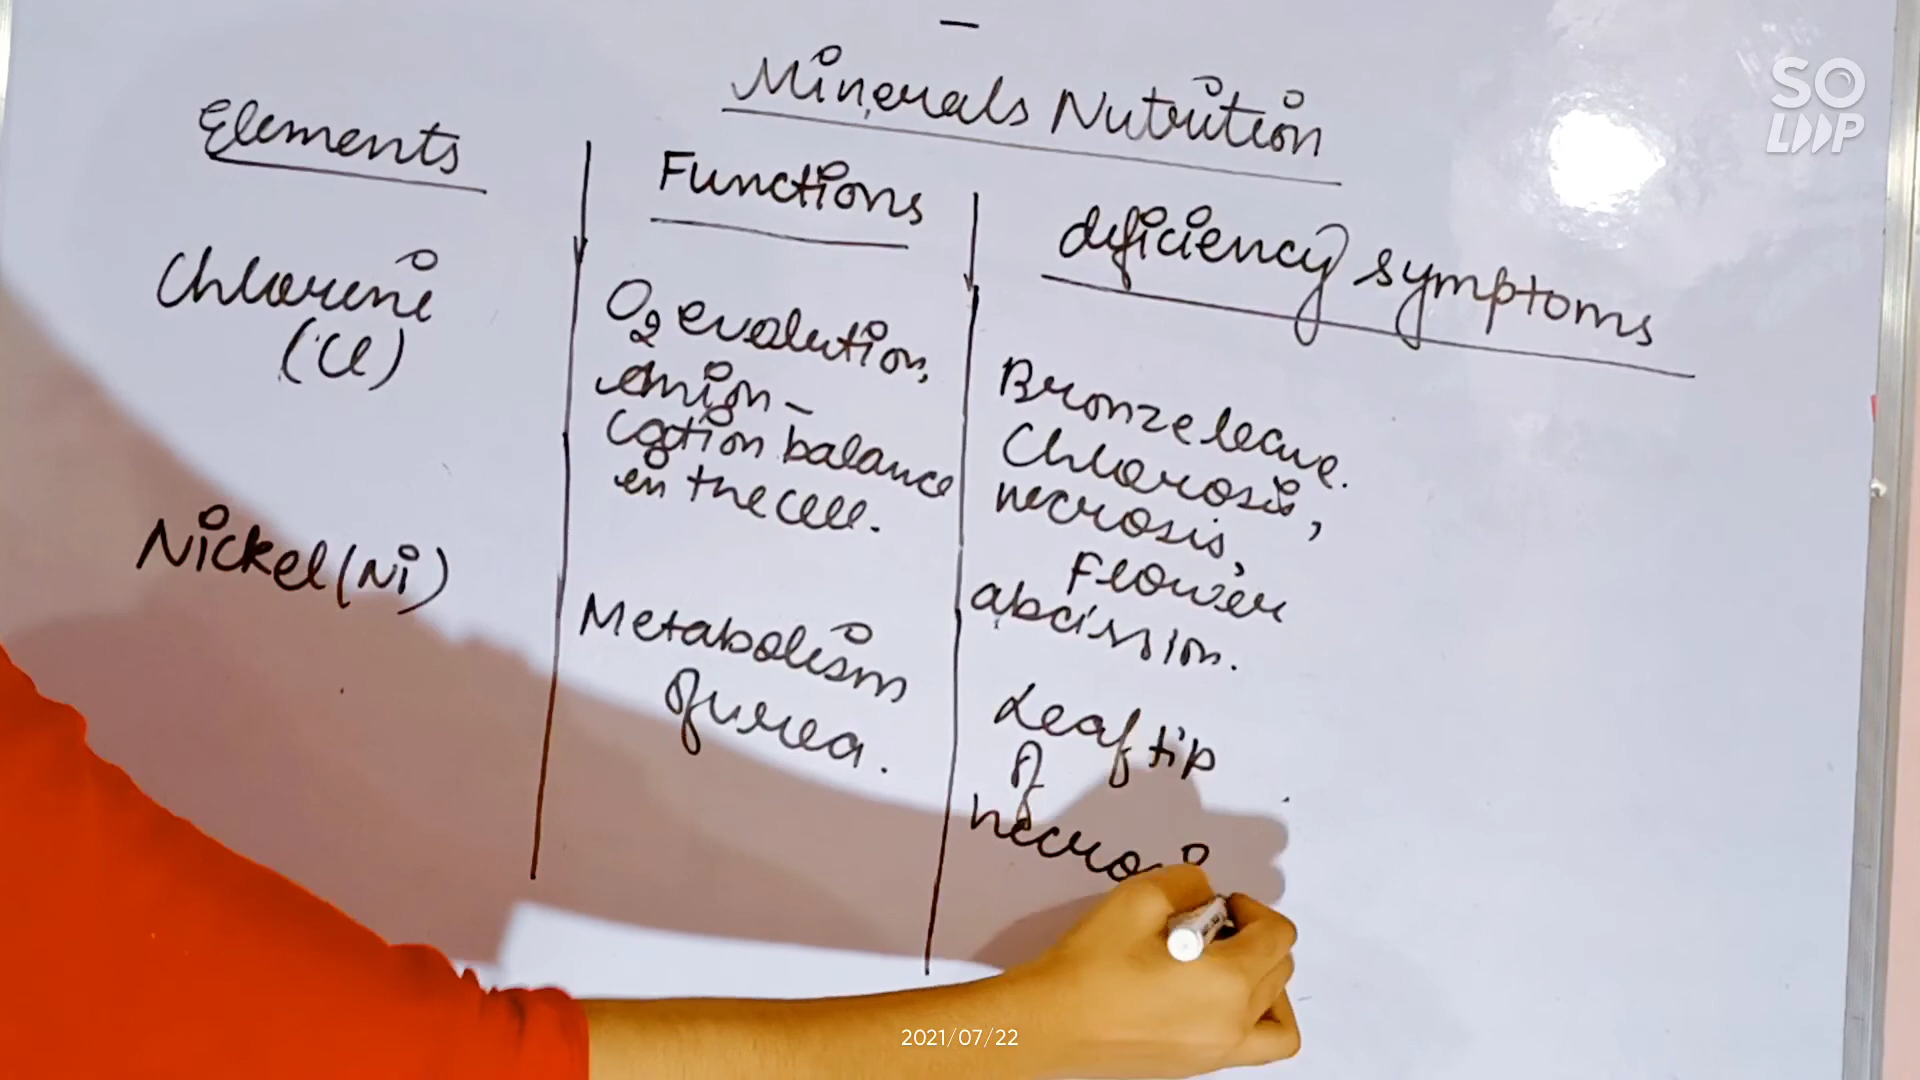 Minerals Nutrition
Elements
Functions
deficiency symptoms
Chlorine
(Cl)
O2 evolution,
anion-
Cation balance
in the cell.
Bronze leave.
Chlorosis,
necrosis,
Flower
abcission.
Nickel (Ni)
Metabolism
of urea.
Leaf tip
of
SO
LOOP
2021/07/22